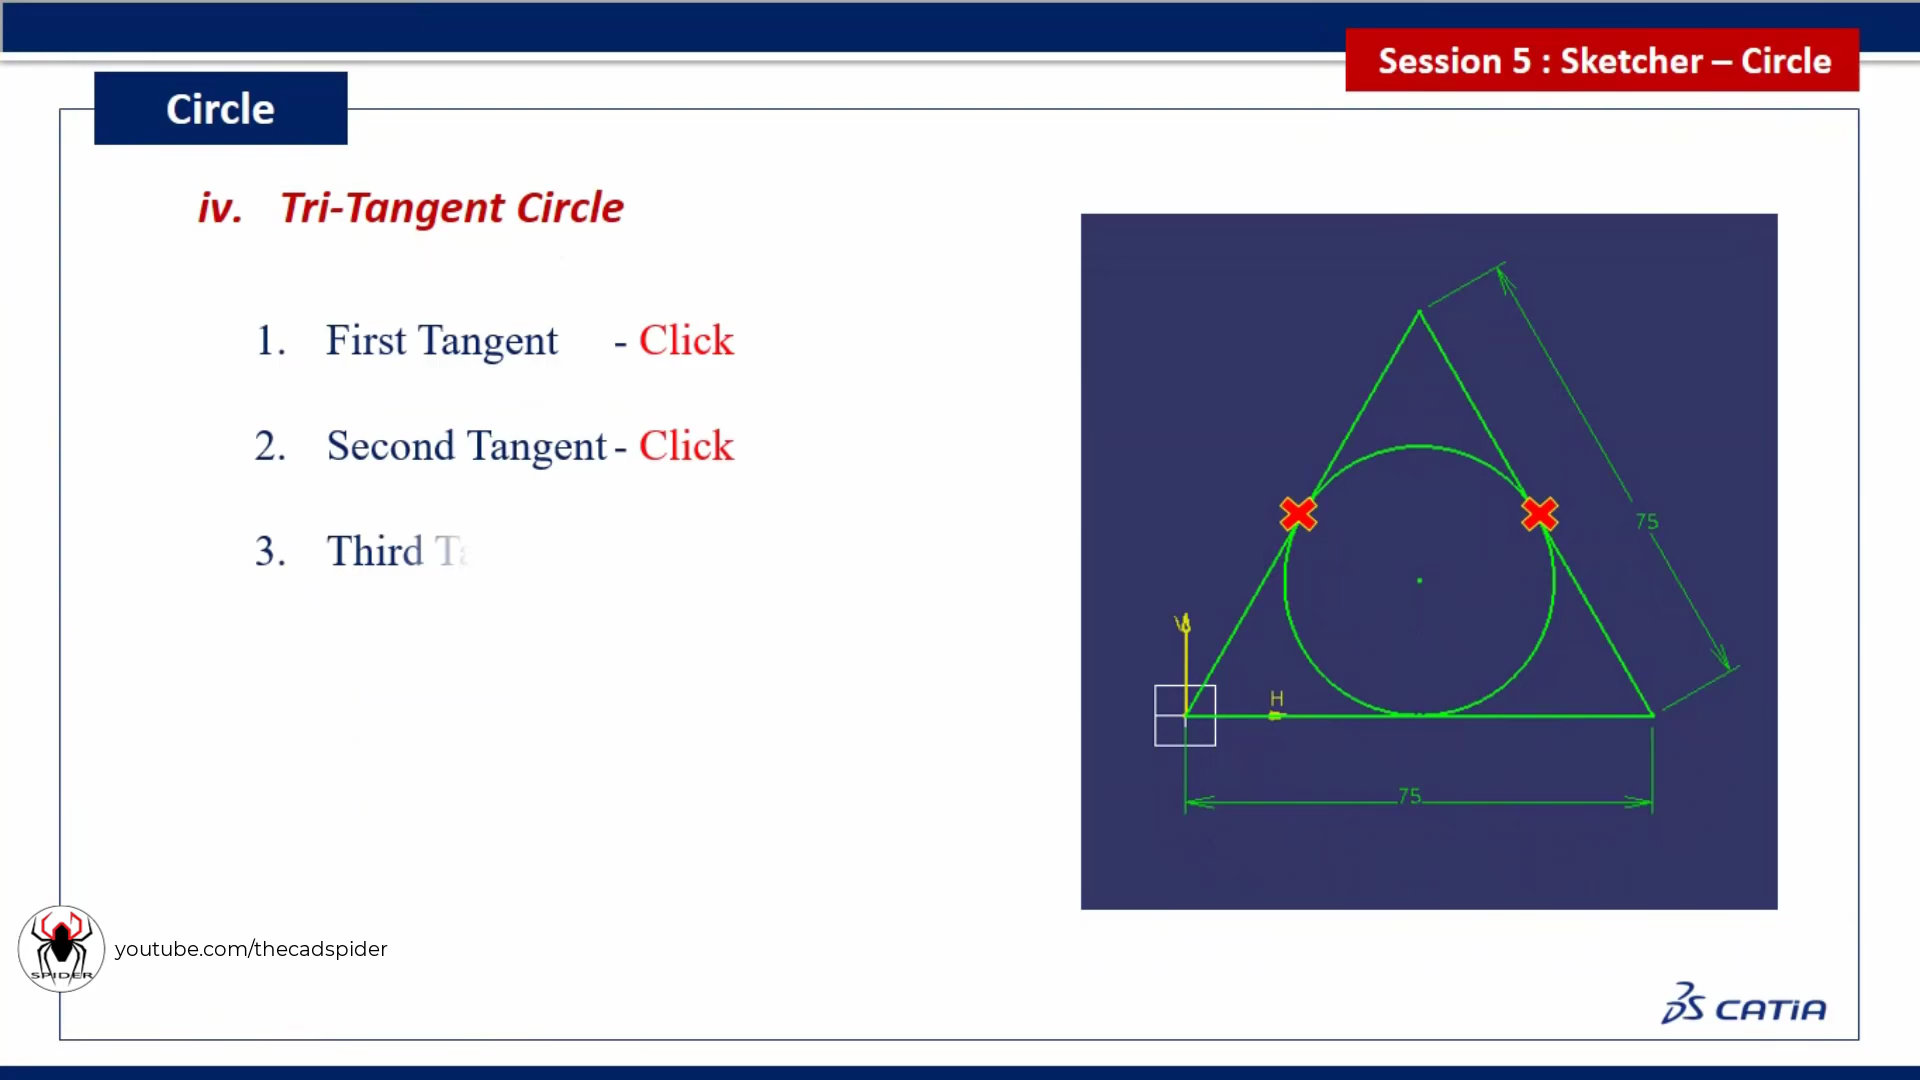 Session 5 : Sketcher – Circle
Circle
iv. Tri-Tangent Circle
1. First Tangent - Click
2. Second Tangent - Click
3. Third
75
V
H
75
SPIDER
youtube.com/thecadspider
3DS CATIA